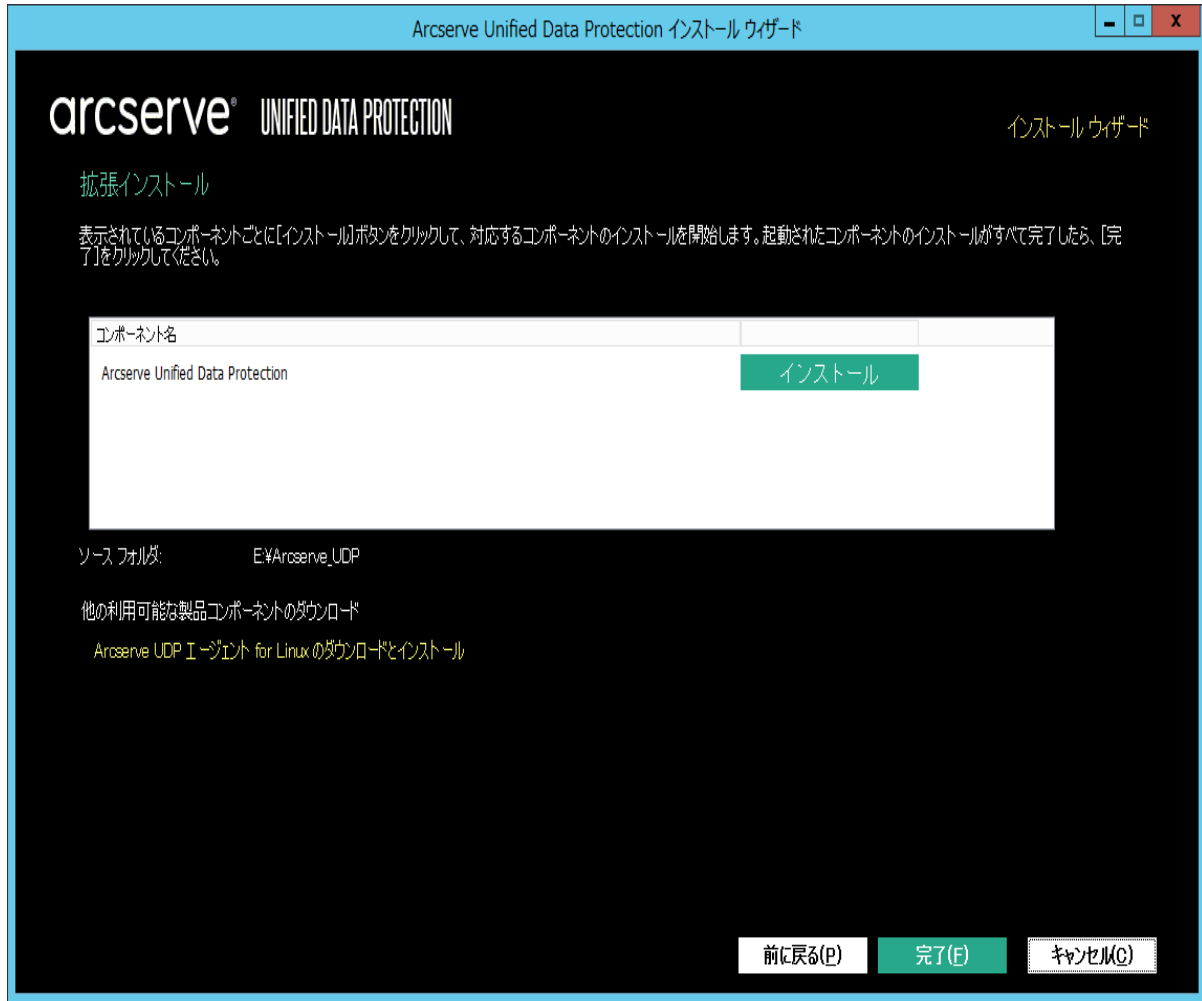 Arcserve Unified Data Protection インストール ウィザード
arcserve® UNIFIED DATA PROTECTION
インストール ウィザード
拡張インストール
表示されているコンポーネントごとに[インストール]ボタンをクリックして、対応するコンポーネントのインストールを開始します。起動されたコンポーネントのインストールがすべて完了したら、[完
了]をクリックしてください。
コンポーネント名
Arcserve Unified Data Protection インストール
ソース フォルダ: E:¥Arcserve_UDP
他の利用可能な製品コンポーネントのダウンロード
Arcserve UDP エージェント for Linux のダウンロードとインストール
前に戻る(P) 完了(F) キャンセル(C)